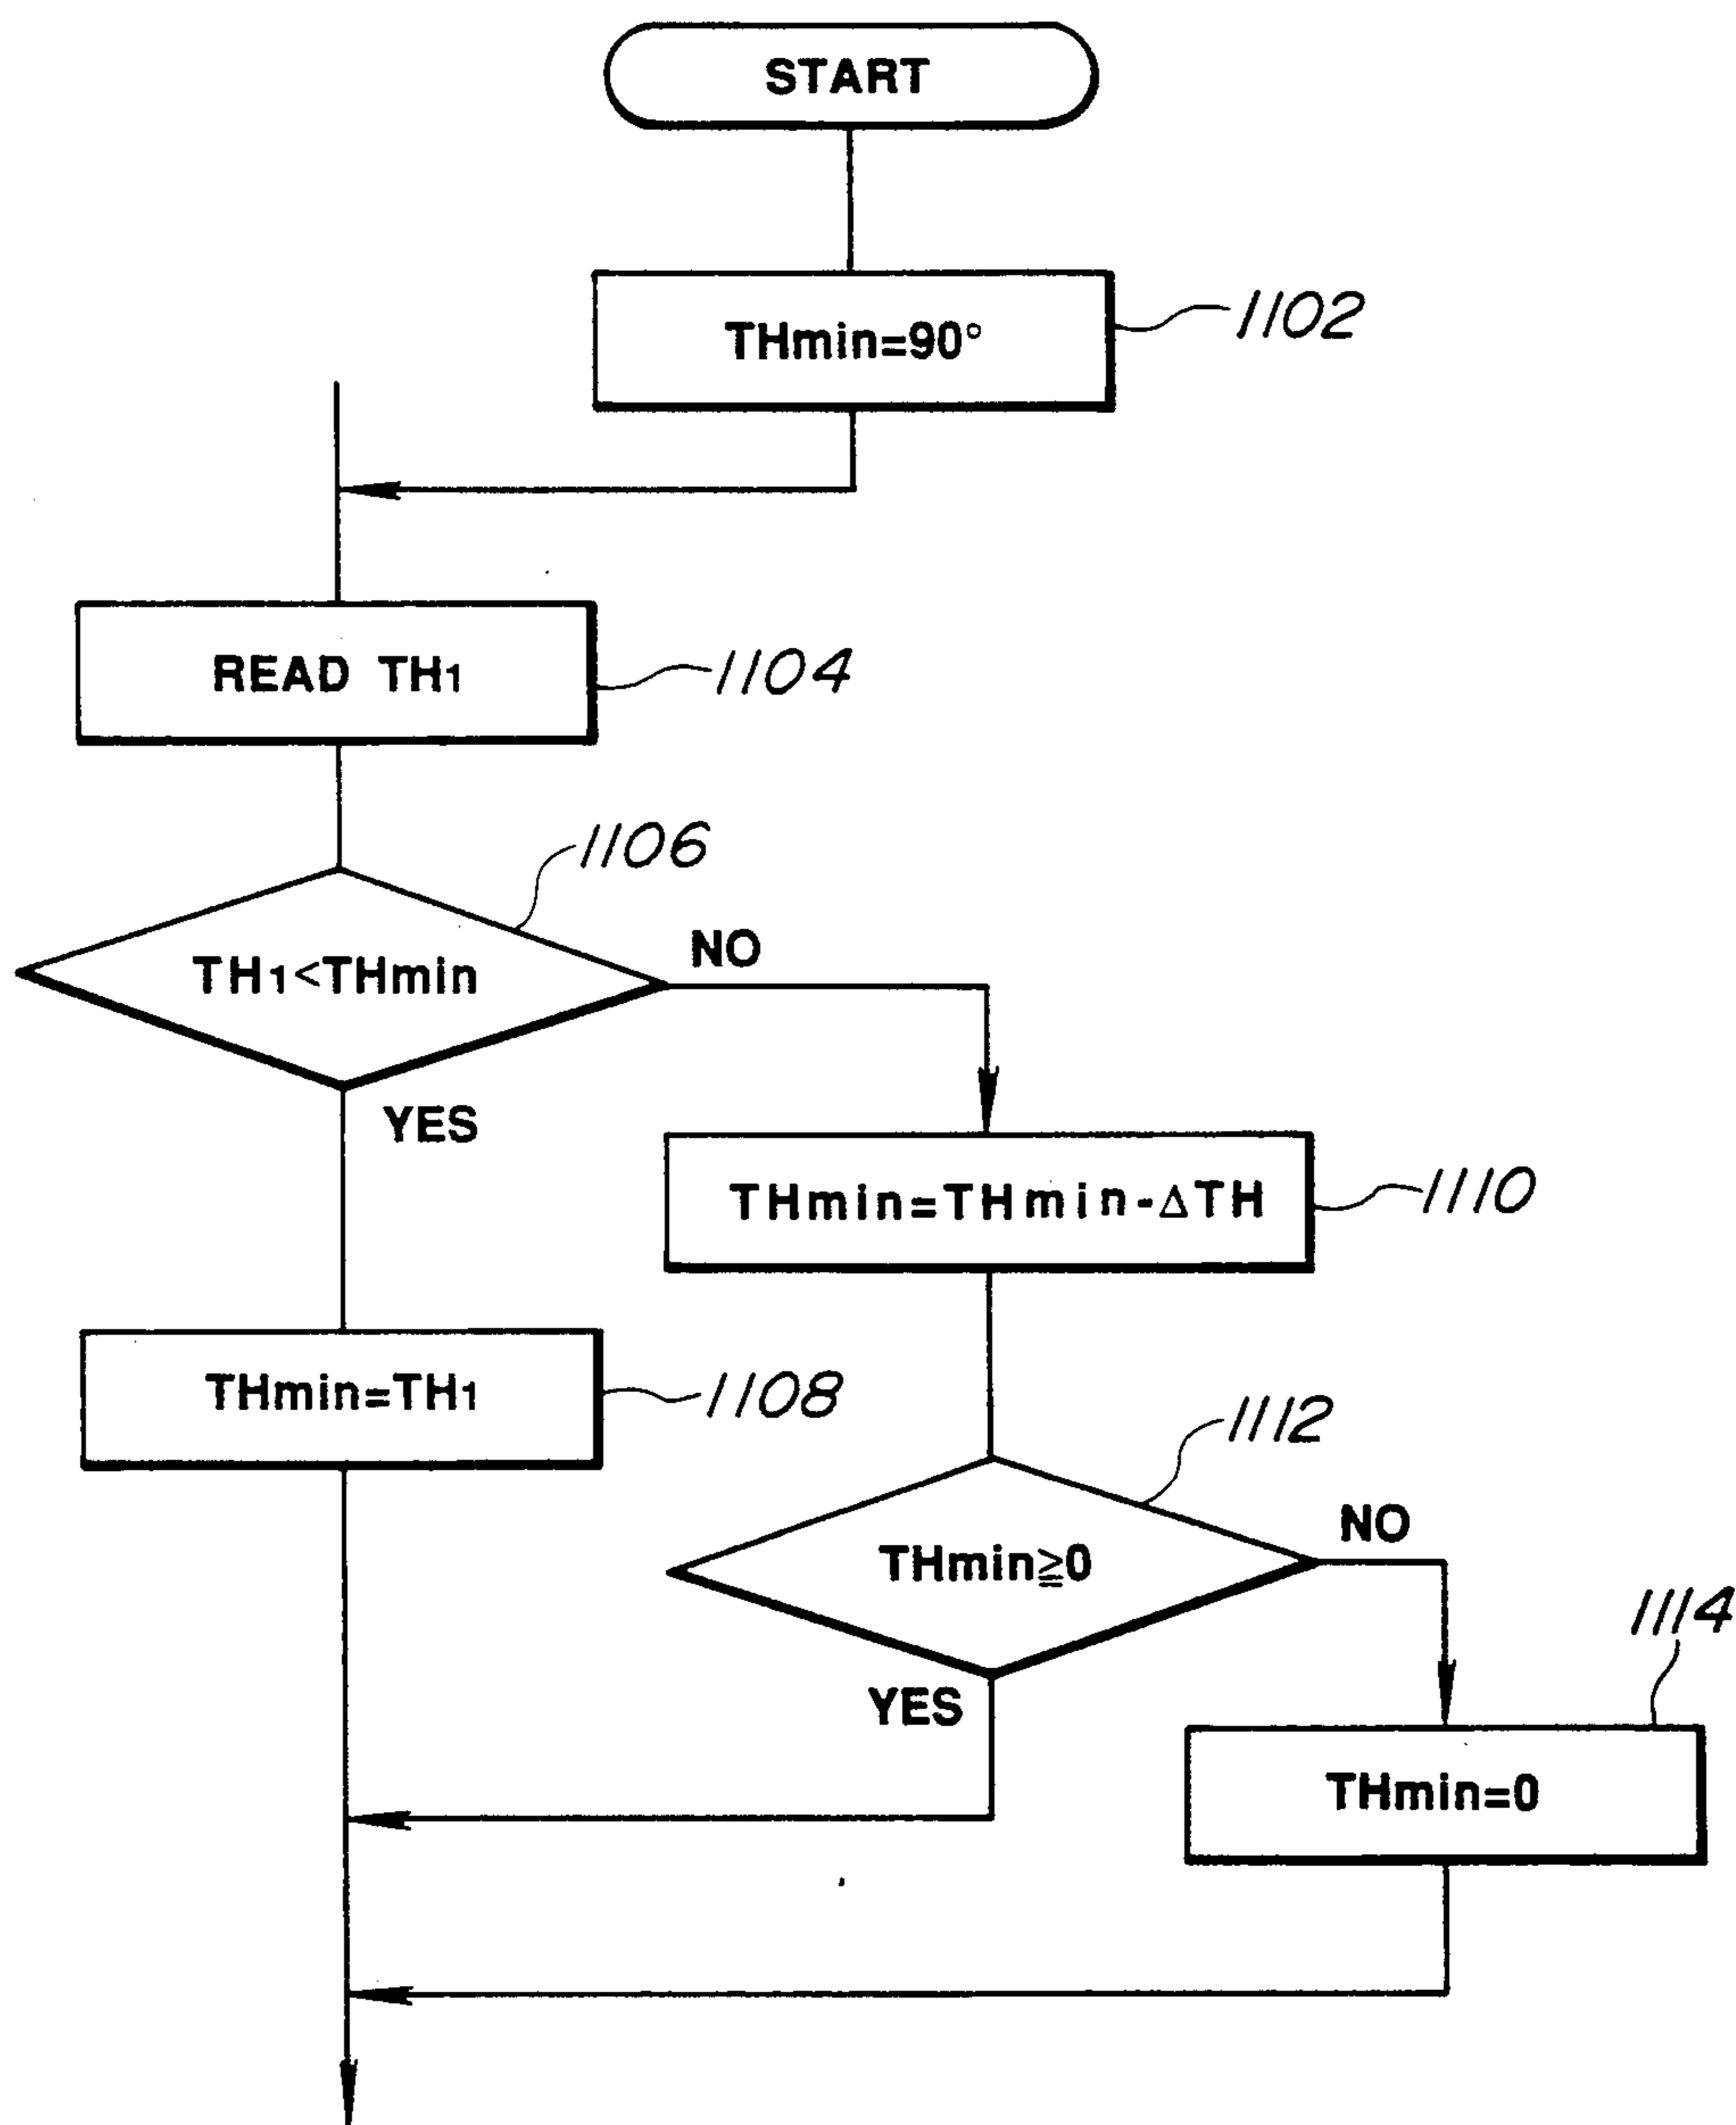 START
THmin=90°
1102
READ TH1
1104
1106
TH1<THmin
NO
YES
THmin=THmin-ΔTH
1110
THmin=TH1
1108
1112
THmin≧0
NO
1114
YES
THmin=0